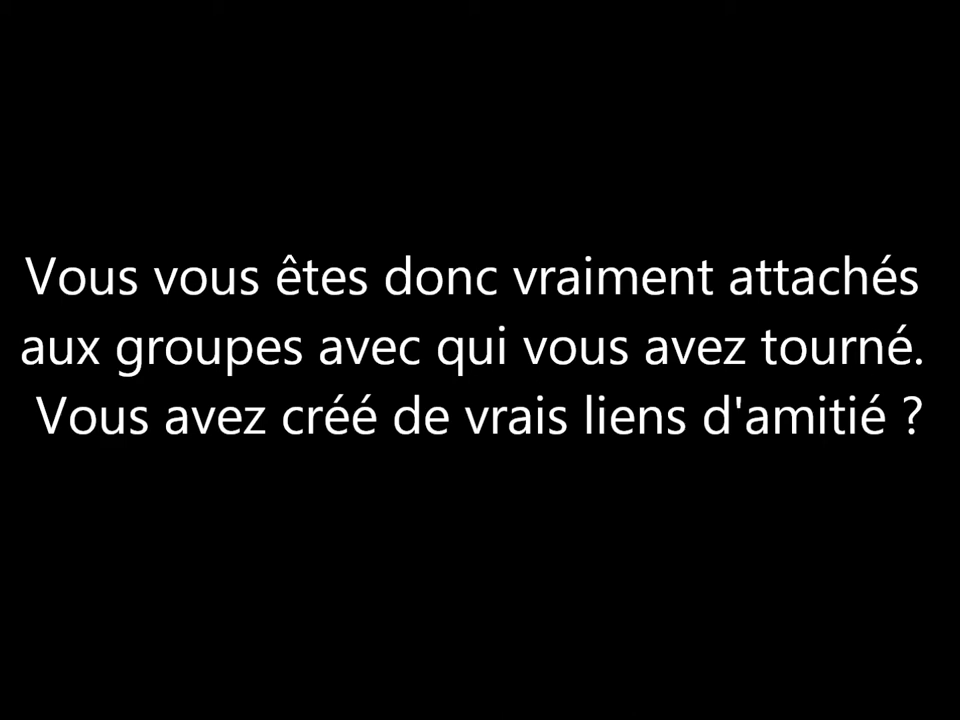 Vous vous êtes donc vraiment attachés
aux groupes avec qui vous avez tourné.
Vous avez créé de vrais liens d'amitié ?